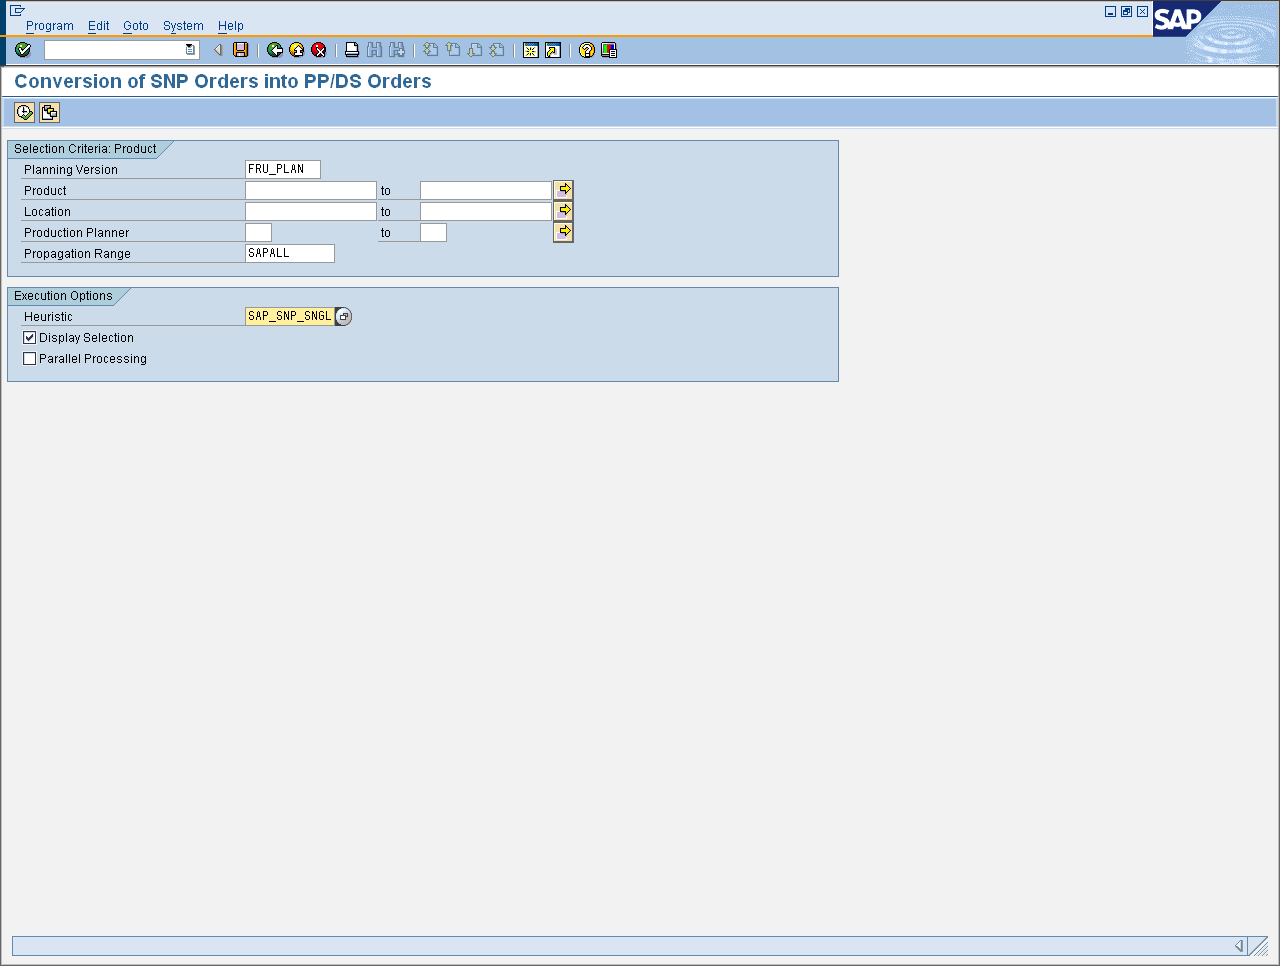 Program Edit Goto System Help
SAP
Conversion of SNP Orders into PP/DS Orders
Selection Criteria: Product
Planning Version FRU_PLAN
Product to
Location to
Production Planner to
Propagation Range SAPALL
Execution Options
Heuristic SAP_SNP_SNGL
Display Selection
Parallel Processing